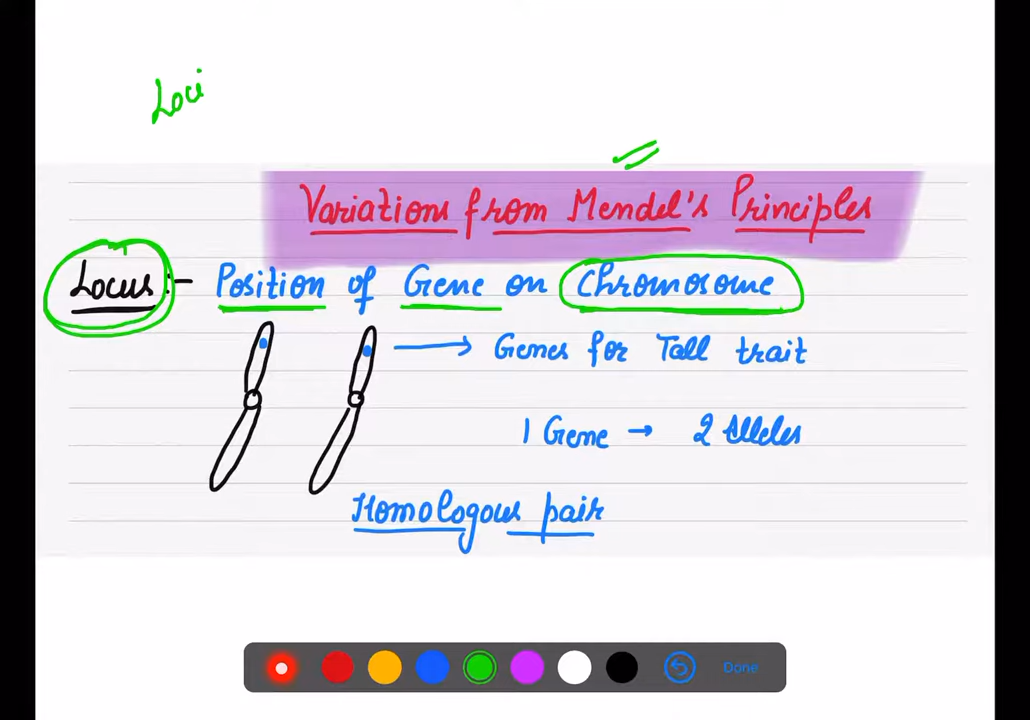 Loci
Variations from Mendel's Principles
Locus :- Position of Gene on Chromosome
Genes for Tall trait
1 Gene → 2 Alleles
Homologous pair
Done